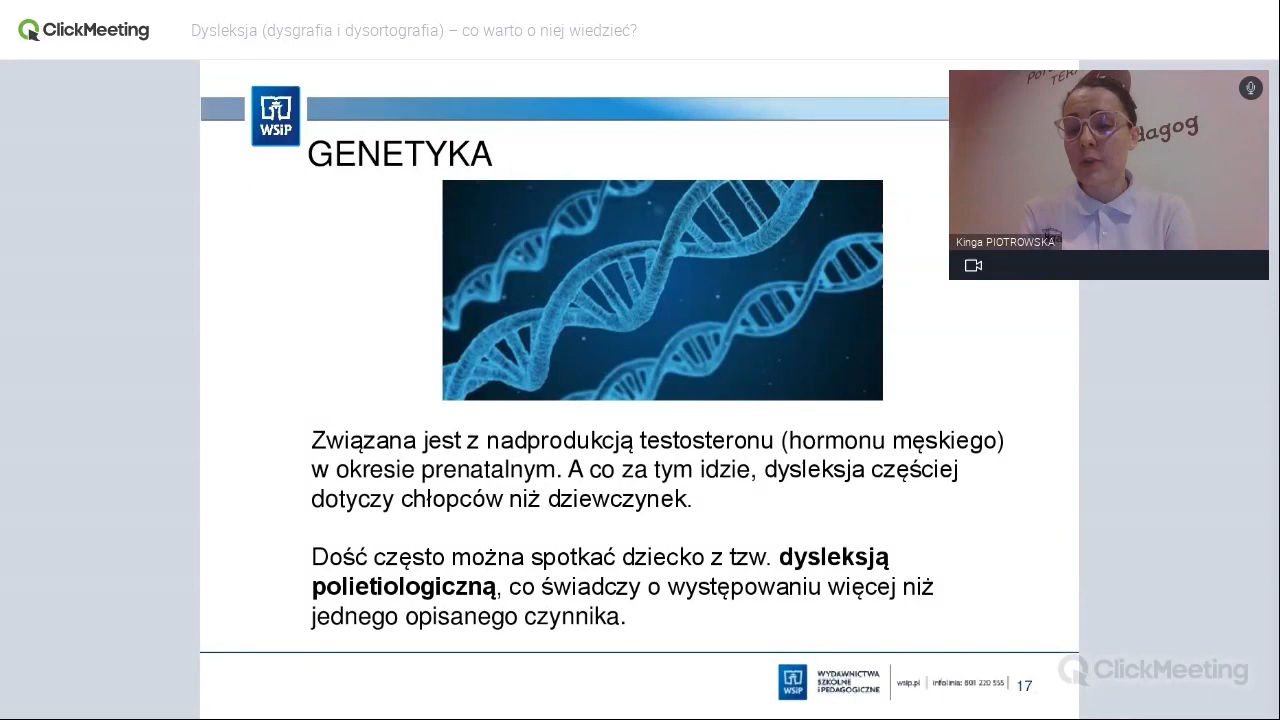 ClickMeeting
Dysleksja (dysgrafia i dysortografia) – co warto o niej wiedzieć?
WSiP
GENETYKA
dagog
Kinga PIOTROWSKA
Związana jest z nadprodukcją testosteronu (hormonu męskiego)
w okresie prenatalnym. A co za tym idzie, dysleksja częściej
dotyczy chłopców niż dziewczynek.
Dość często można spotkać dziecko z tzw. dysleksją
polietiologiczną, co świadczy o występowaniu więcej niż
jednego opisanego czynnika.
WSiP
WYDAWNICTWA
SZKOLNE
I PEDAGOGICZNE
wsip.pl | infolinia: 801 220 555 | 17
ClickMeeting